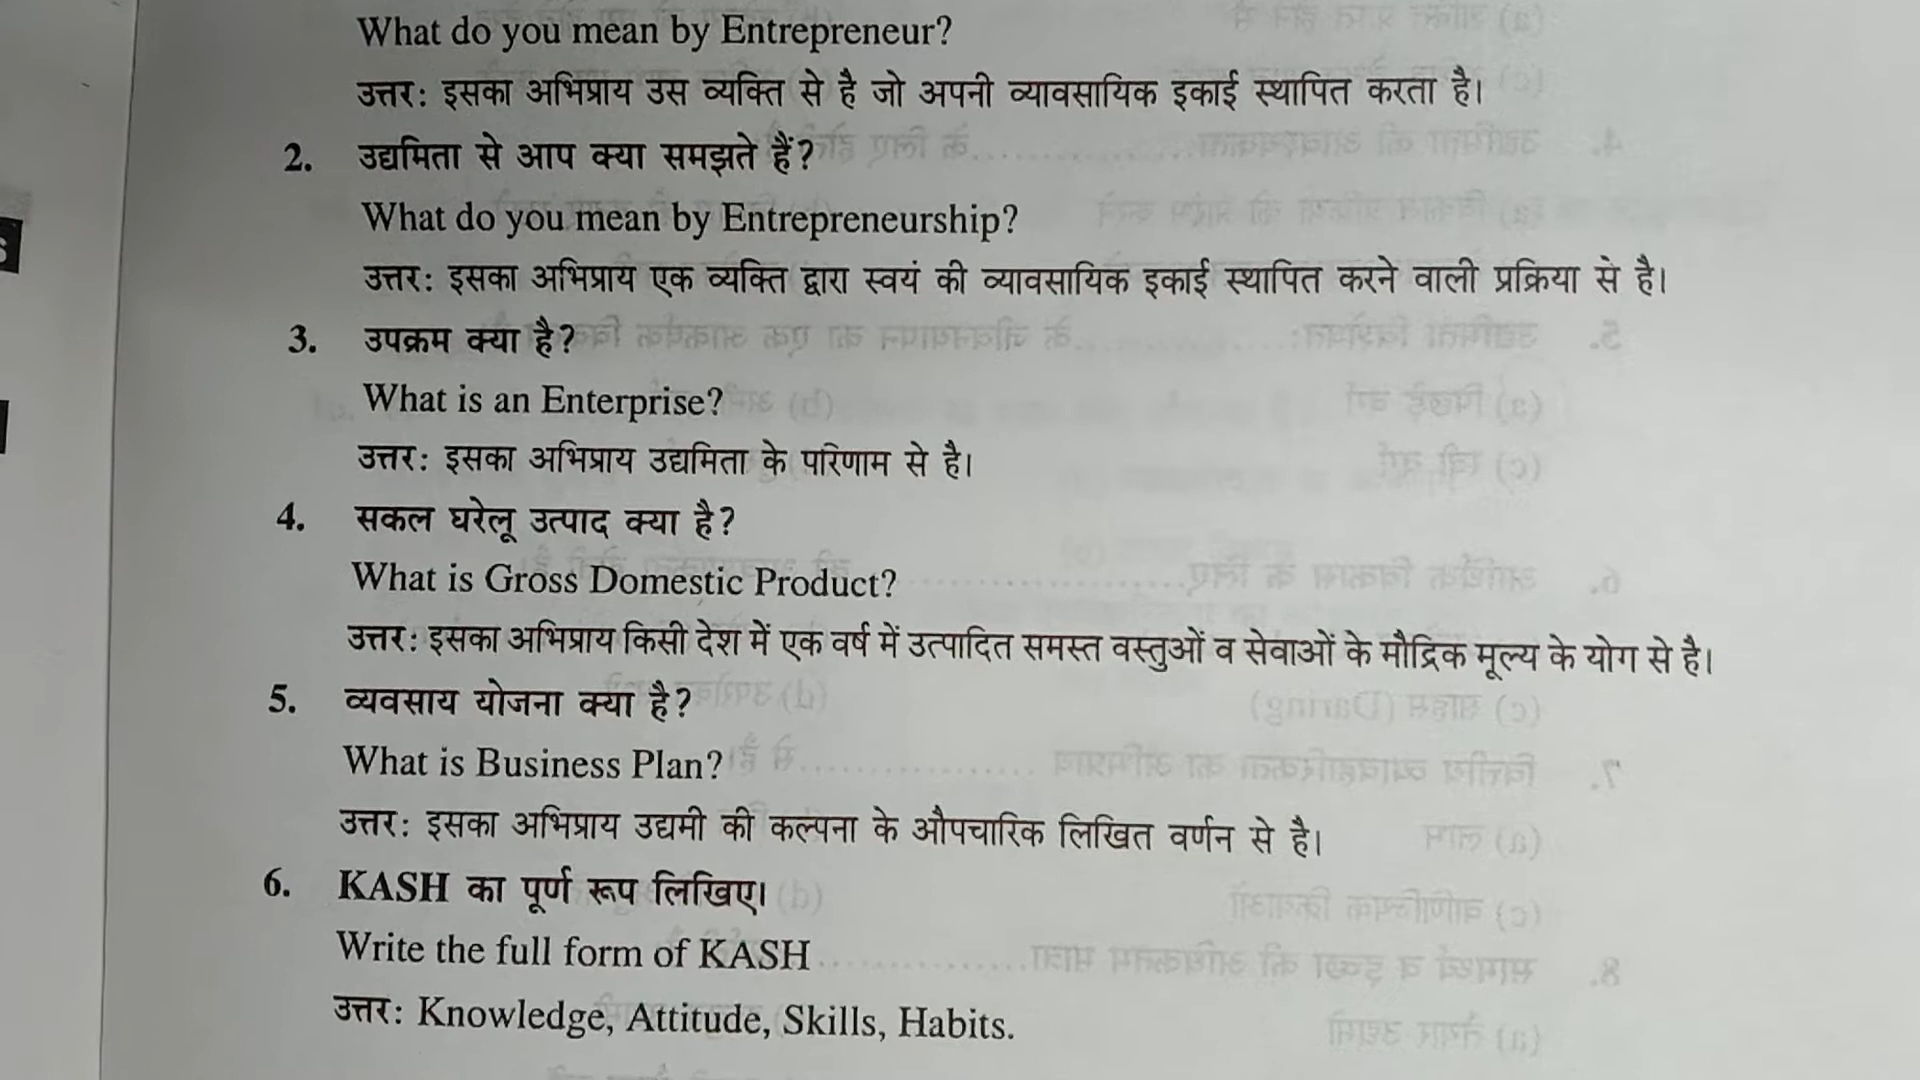 What do you mean by Entrepreneur?
उत्तर: इसका अभिप्राय उस व्यक्ति से है जो अपनी व्यावसायिक इकाई स्थापित करता है।
2. उद्यमिता से आप क्या समझते हैं?
What do you mean by Entrepreneurship?
उत्तर: इसका अभिप्राय एक व्यक्ति द्वारा स्वयं की व्यावसायिक इकाई स्थापित करने वाली प्रक्रिया से है।
3. उपक्रम क्या है?
What is an Enterprise?
उत्तर: इसका अभिप्राय उद्यमिता के परिणाम से है।
4. सकल घरेलू उत्पाद क्या है?
What is Gross Domestic Product?
उत्तर: इसका अभिप्राय किसी देश में एक वर्ष में उत्पादित समस्त वस्तुओं व सेवाओं के मौद्रिक मूल्य के योग से है।
5. व्यवसाय योजना क्या है?
What is Business Plan?
उत्तर: इसका अभिप्राय उद्यमी की कल्पना के औपचारिक लिखित वर्णन से है।
6. KASH का पूर्ण रूप लिखिए।
Write the full form of KASH
उत्तर: Knowledge, Attitude, Skills, Habits.